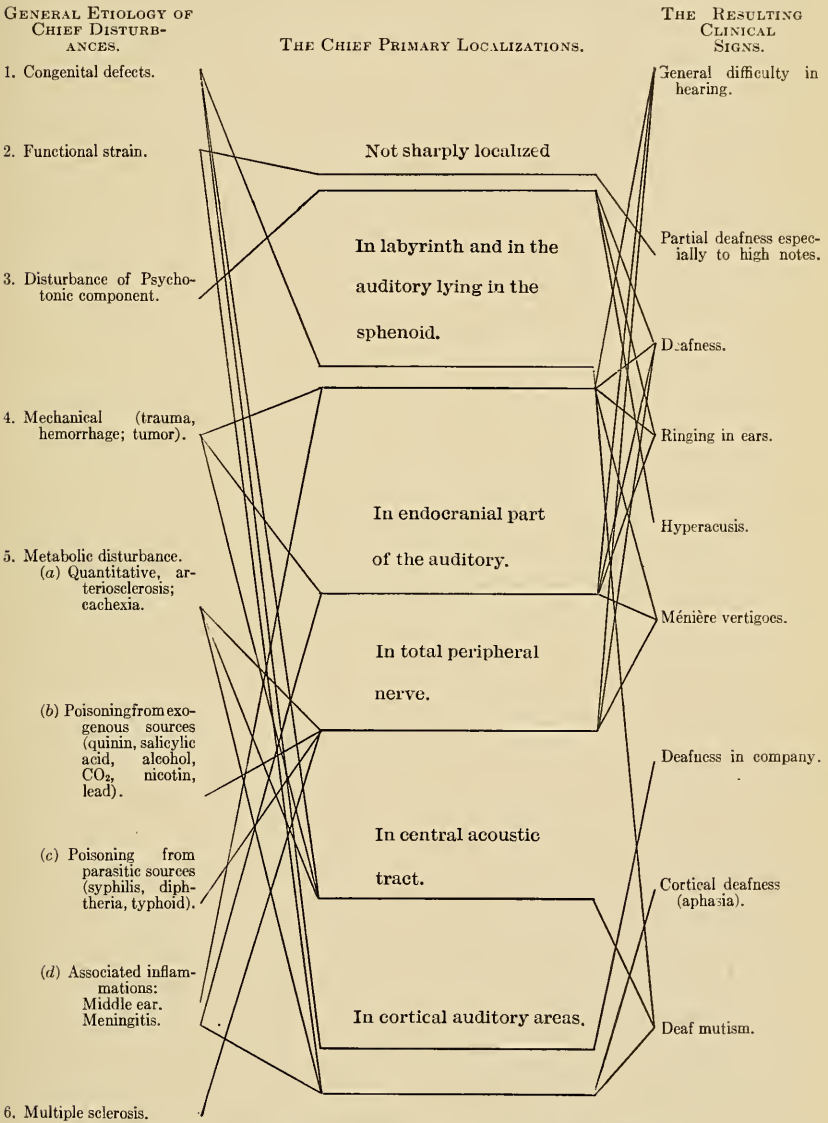 GENERAL ETIOLOGY OF
CHIEF DISTURB-
ANCES.
1. Congenital defects.
2. Functional strain.
3. Disturbance of Psycho-
tonic component.
4. Mechanical (trauma,
hemorrhage; tumor).
5. Metabolic disturbance.
(a) Quantitative, ar-
teriosclerosis;
cachexia.
(b) Poisoning from exo-
genous sources
(quinin, salicylic
acid, alcohol,
CO₂, nicotin,
lead).
(c) Poisoning from
parasitic sources
(syphilis, diph-
theria, typhoid).
(d) Associated inflam-
mations:
Middle ear.
Meningitis.
6. Multiple sclerosis.
THE CHIEF PRIMARY LOCALIZATIONS.
Not sharply localized
In labyrinth and in the
auditory lying in the
sphenoid.
In endocranial part
of the auditory.
In total peripheral
nerve.
In central acoustic
tract.
In cortical auditory areas.
THE RESULTING
CLINICAL
SIGNS.
General difficulty in
hearing.
Partial deafness espec-
ially to high notes.
Deafness.
Ringing in ears.
Hyperacusis.
Ménière vertigoes.
Deafness in company.
Cortical deafness
(aphasia).
Deaf mutism.